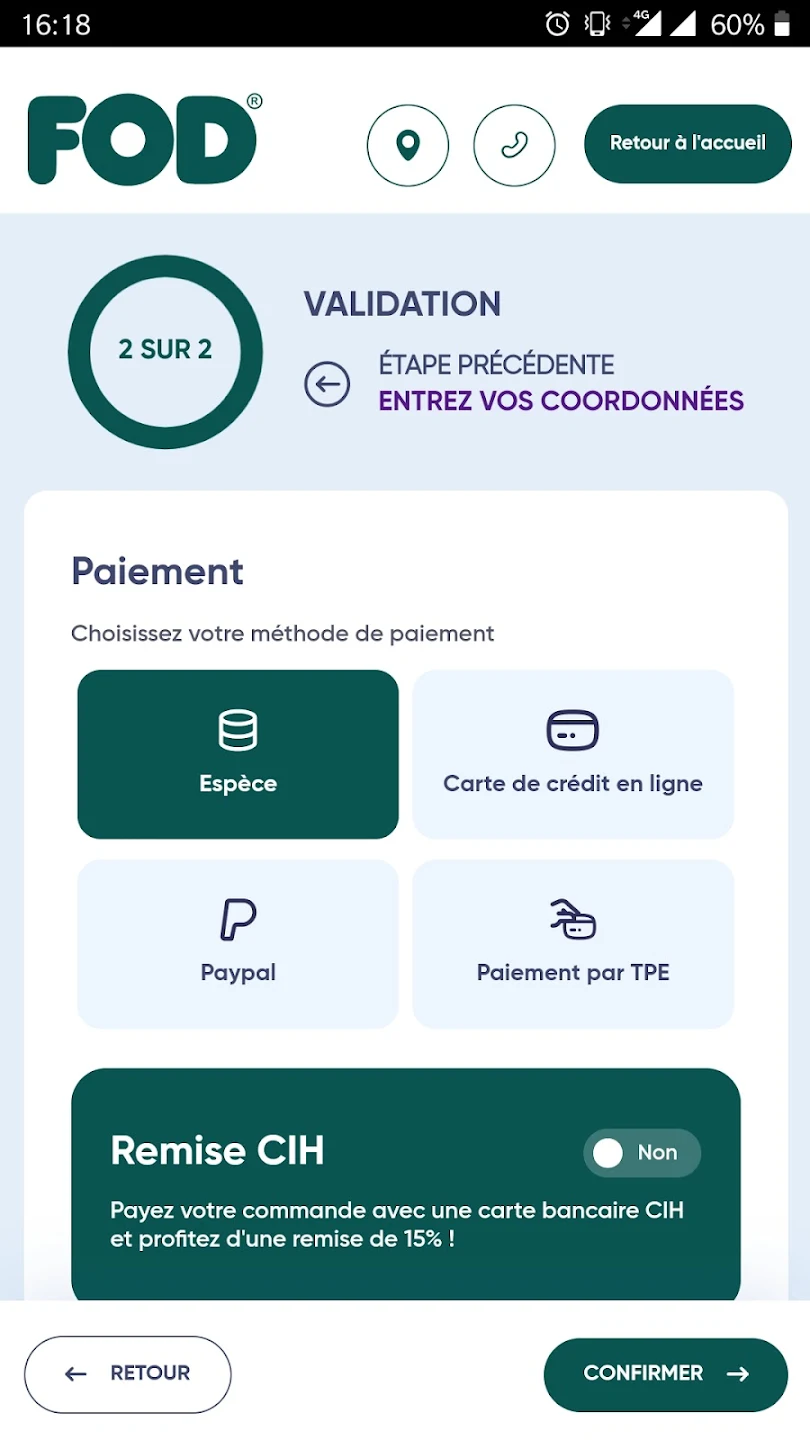 16:18
4G
60%
FOD®
Retour à l'accueil
2 SUR 2
VALIDATION
ÉTAPE PRÉCÉDENTE
ENTREZ VOS COORDONNÉES
Paiement
Choisissez votre méthode de paiement
Espèce
Carte de crédit en ligne
Paypal
Paiement par TPE
Remise CIH
Non
Payez votre commande avec une carte bancaire CIH
et profitez d'une remise de 15% !
RETOUR
CONFIRMER